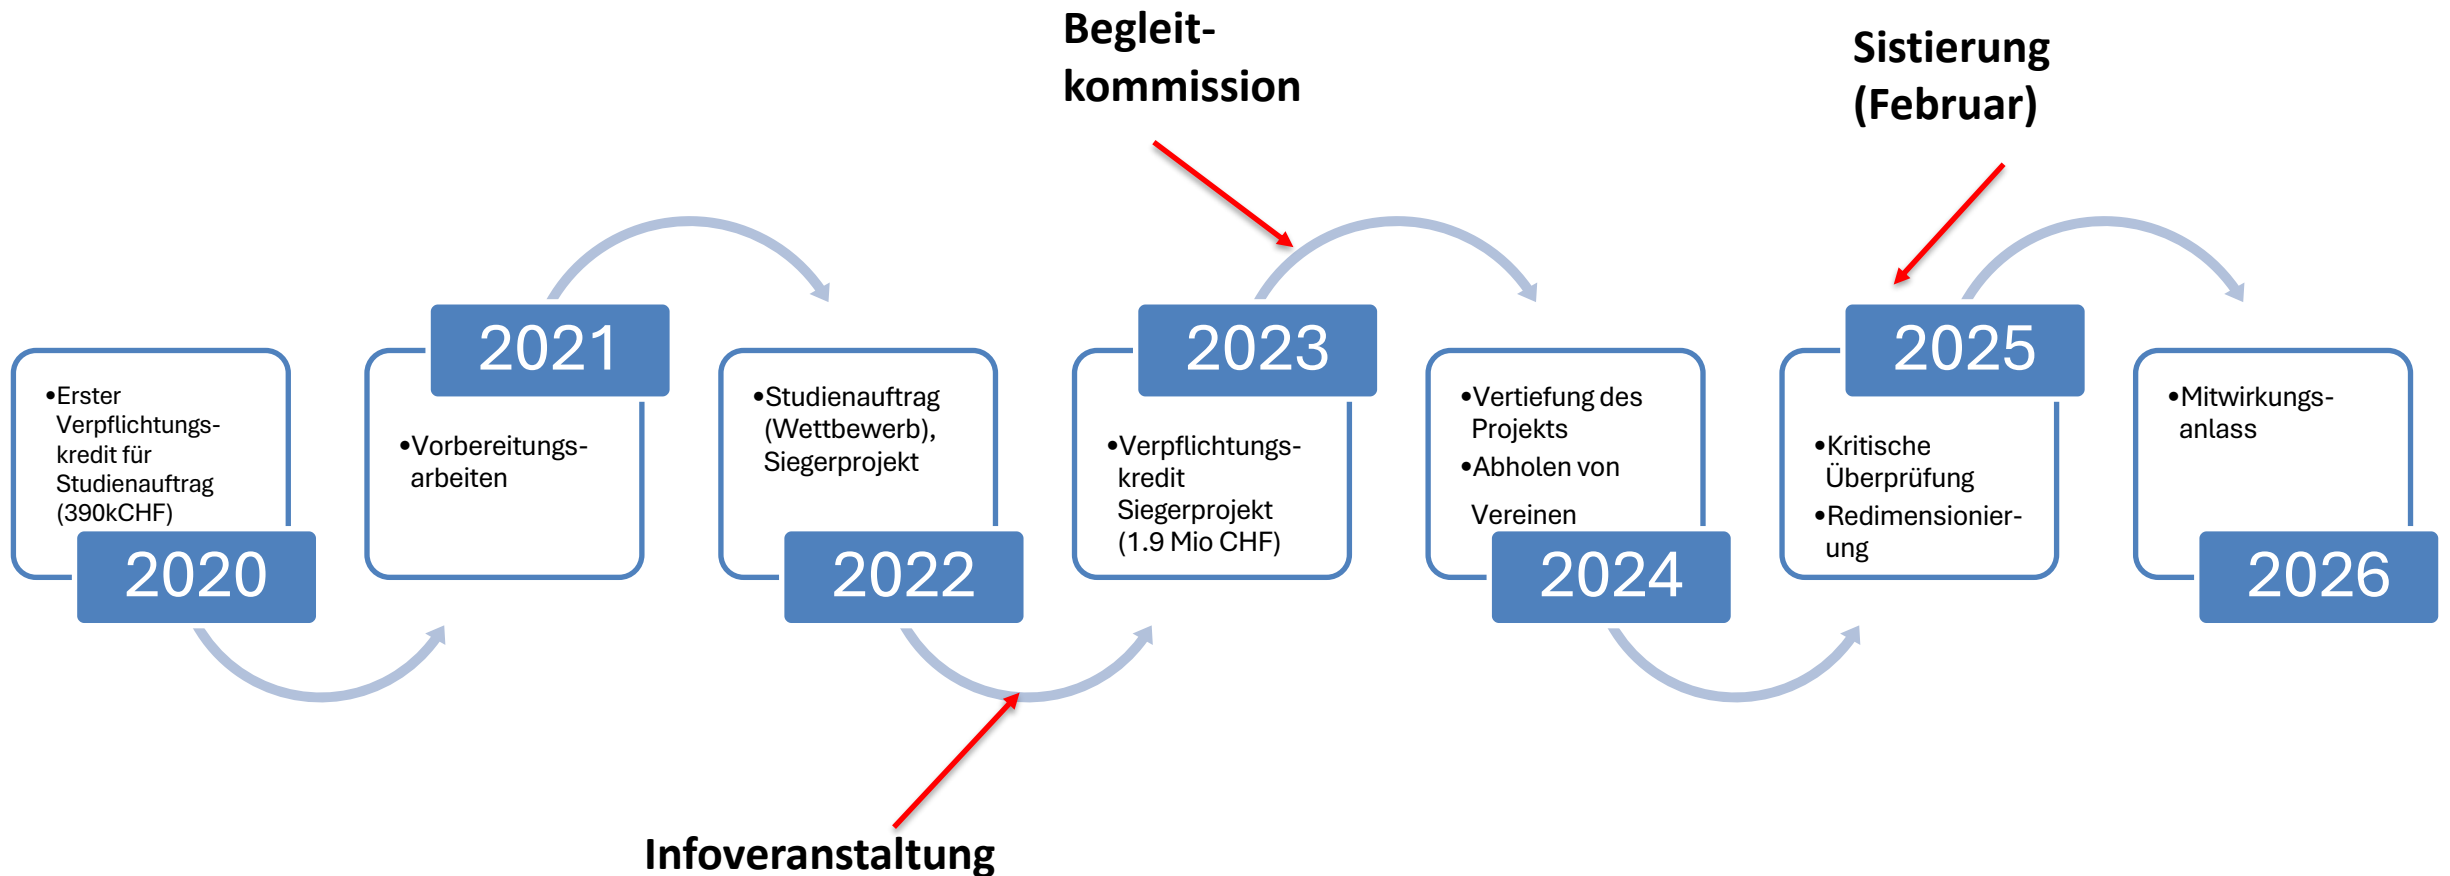 Begleit-
kommission
Sistierung
(Februar)
•Erster
Verpflichtungs-
kredit für
Studienauftrag
(390kCHF)
2020
2021
•Vorbereitungs-
arbeiten
•Studienauftrag
(Wettbewerb),
Siegerprojekt
2022
2023
•Verpflichtungs-
kredit
Siegerprojekt
(1.9 Mio CHF)
•Vertiefung des
Projekts
•Abholen von
Vereinen
2024
2025
•Kritische
Überprüfung
•Redimensionier-
ung
•Mitwirkungs-
anlass
2026
Infoveranstaltung